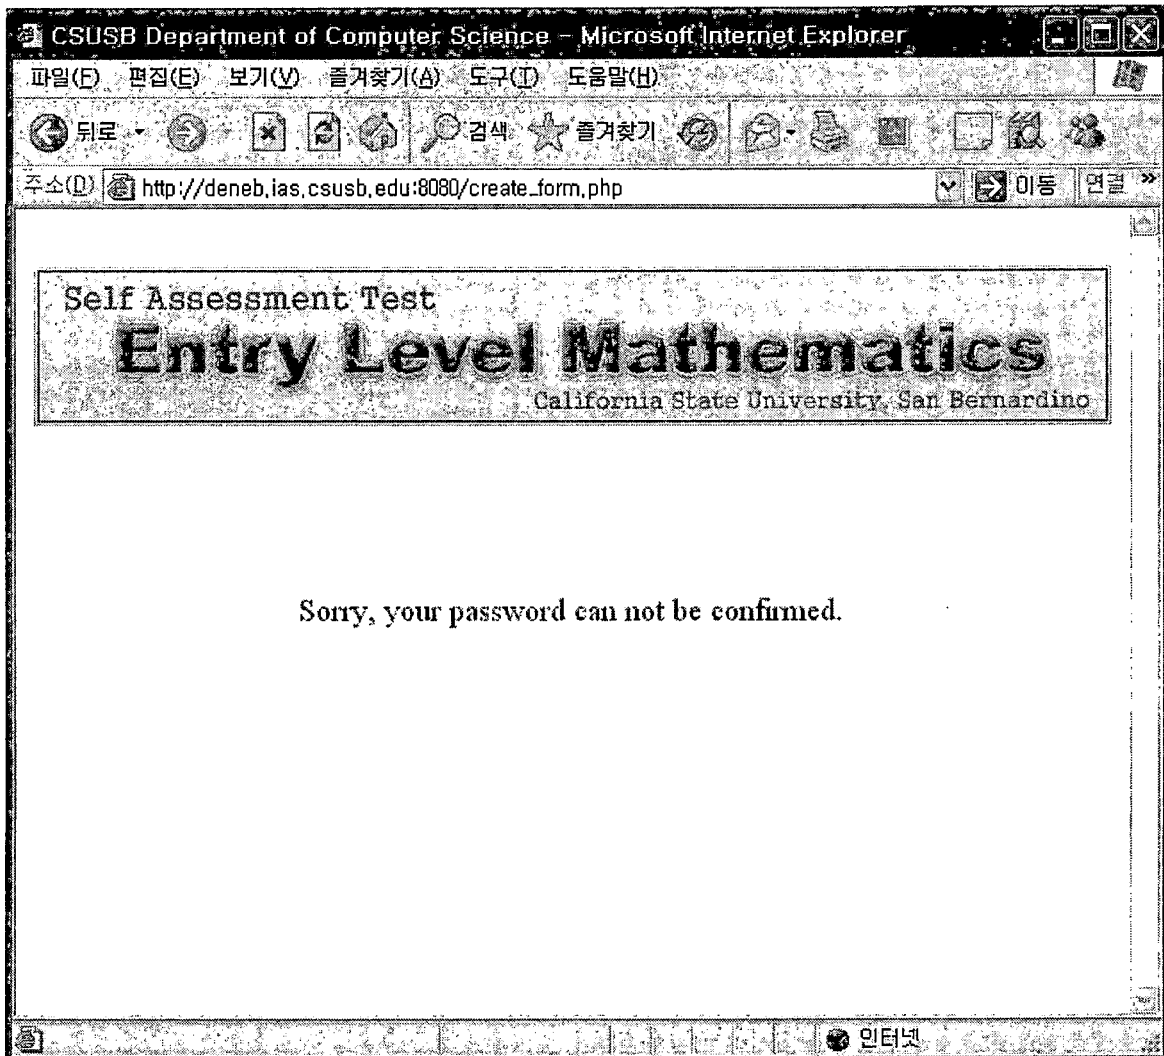 CSUSB Department of Computer Science - Microsoft Internet Explorer
파일(F) 편집(E) 보기(V) 즐겨찾기(A) 도구(T) 도움말(H)
뒤로 검색 즐겨찾기
주소(D) http://deneb.ias.csusb.edu:8080/create_form.php 이동 연결 »
Self Assessment Test
Entry Level Mathematics
California State University, San Bernardino
Sorry, your password can not be confirmed.
인터넷